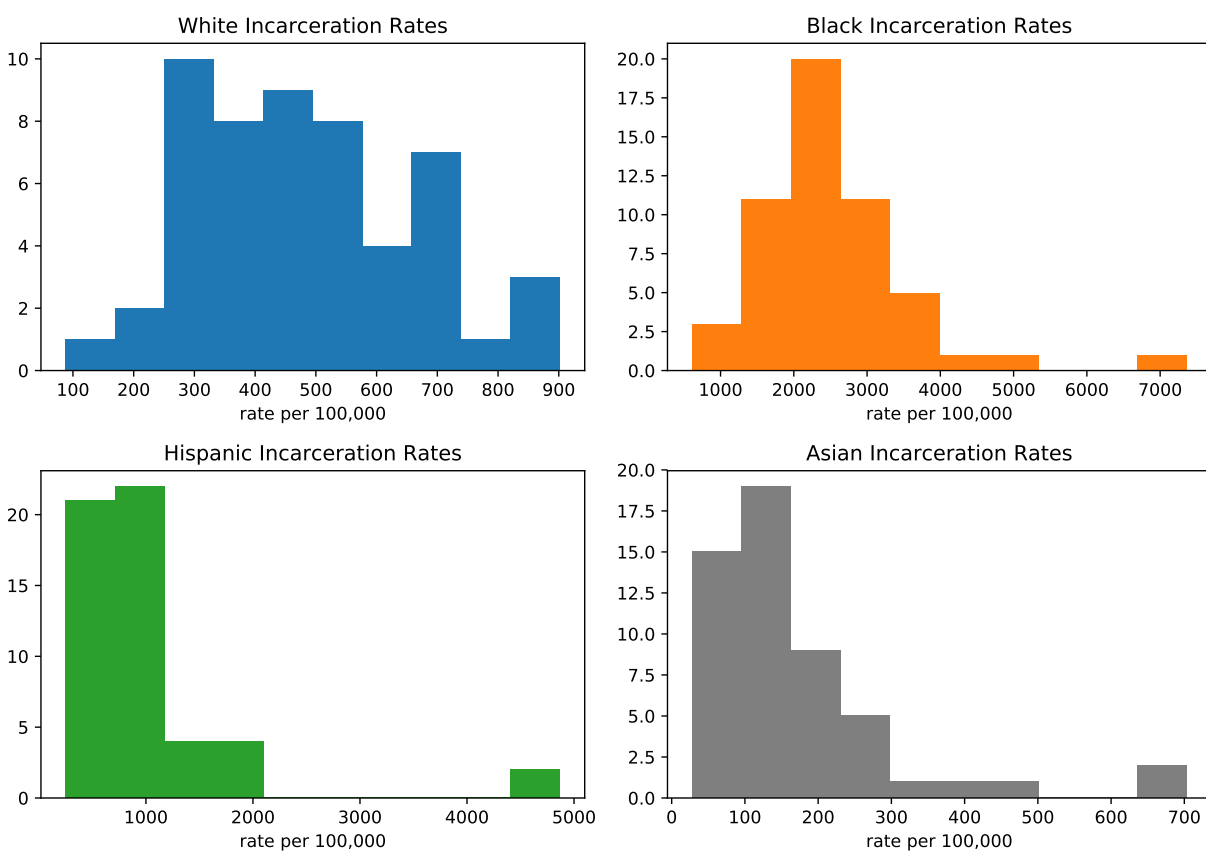 White Incarceration Rates
10
8
6
4
2
0
100 200 300 400 500 600 700 800 900
rate per 100,000
Black Incarceration Rates
20.0
17.5
15.0
12.5
10.0
7.5
5.0
2.5
0.0
1000 2000 3000 4000 5000 6000 7000
rate per 100,000
Hispanic Incarceration Rates
20
15
10
5
0
1000 2000 3000 4000 5000
rate per 100,000
Asian Incarceration Rates
20.0
17.5
15.0
12.5
10.0
7.5
5.0
2.5
0.0
0 100 200 300 400 500 600 700
rate per 100,000